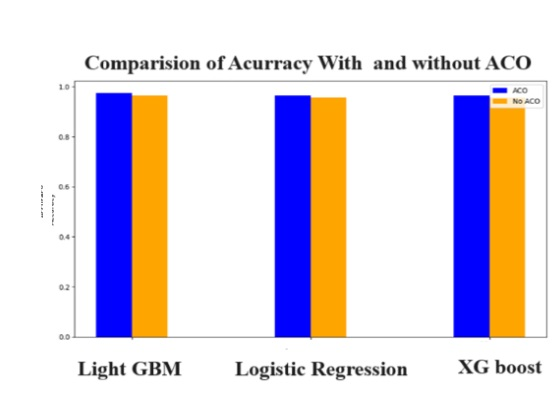 Comparision of Acurracy With and without ACO
1.0
0.8
0.6
0.4
0.2
0.0
ACO
No ACO
Light GBM
Logistic Regression
XG boost